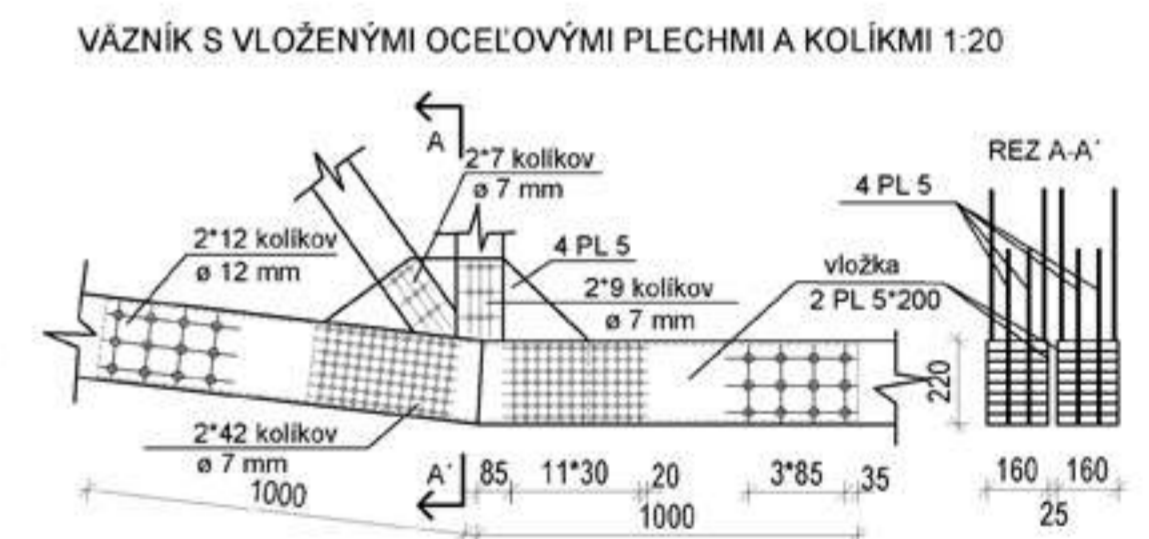 VÄZNÍK S VLOŽENÝMI OCEĽOVÝMI PLECHMI A KOLÍKMI 1:20
A
2*7 kolíkov
ø 7 mm
REZ A-A´
4 PL 5
2*12 kolíkov
ø 12 mm
4 PL 5
2*9 kolíkov
ø 7 mm
vložka
2 PL 5*200
220
2*42 kolíkov
ø 7 mm
A´
85
11*30
20
3*85
35
160
160
1000
1000
25